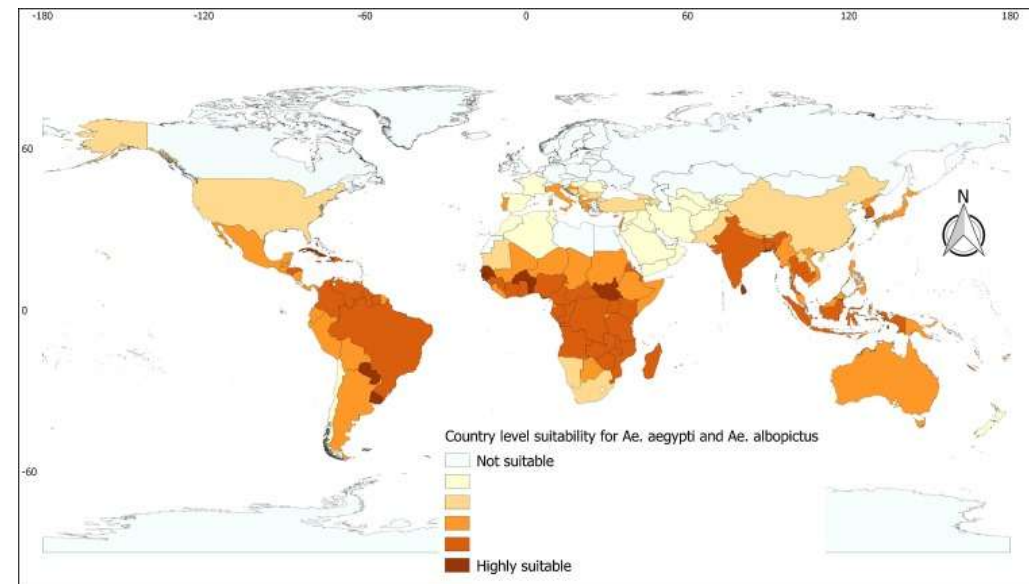 -180 -60 0 60 120 180
60
N
0
Country level suitability for Ae. aegypti and Ae. albopictus
Not suitable
-60
Highly suitable